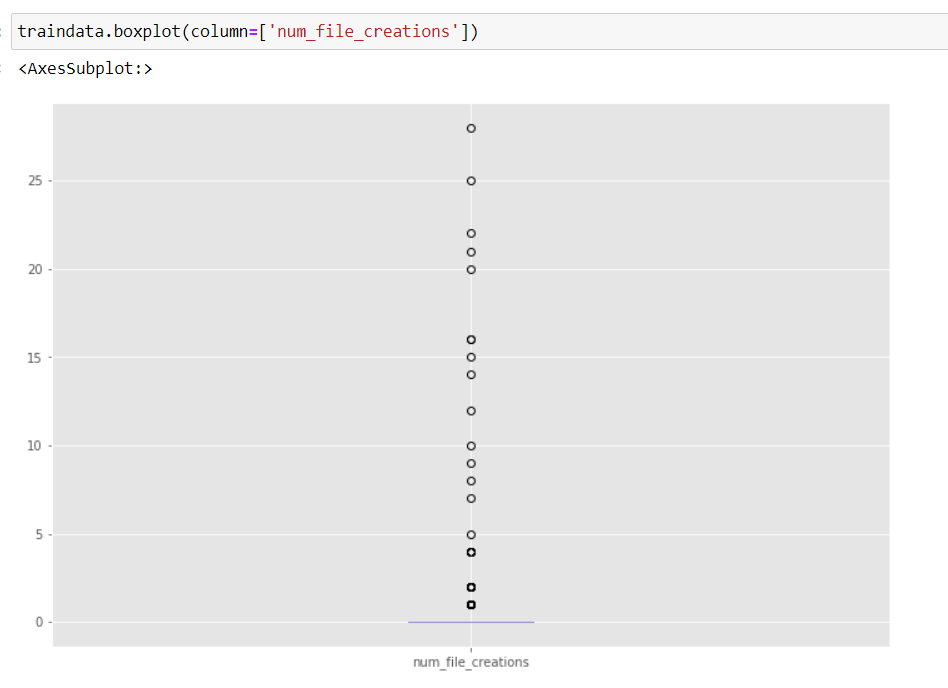 traindata.boxplot(column=['num_file_creations'])
<AxesSubplot:>
25
20
15
10
5
0
num_file_creations